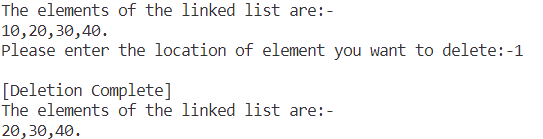 The elements of the linked list are:-
10,20,30,40.
Please enter the location of element you want to delete:-1
[Deletion Complete]
The elements of the linked list are:-
20,30,40.